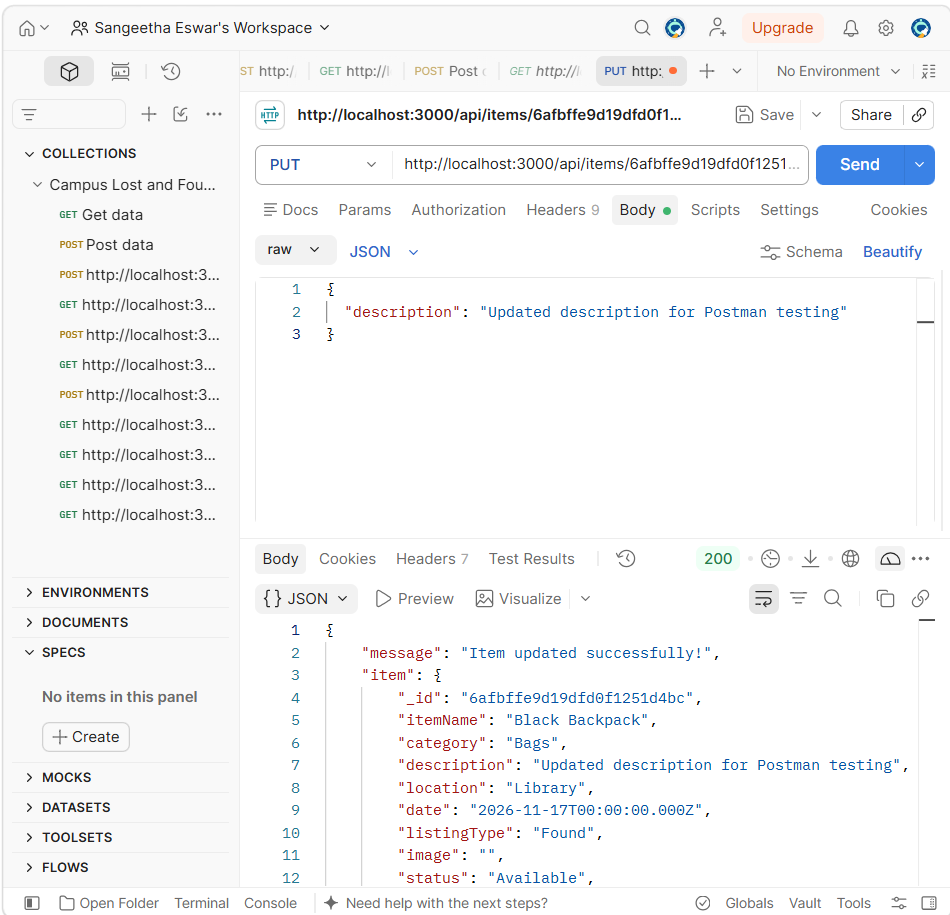 Sangeetha Eswar's Workspace
Upgrade
ST http:/
GET http://l
POST Post
GET http://l
PUT http:
No Environment
HTTP http://localhost:3000/api/items/6afbffe9d19dfd0f1...
Save
Share
COLLECTIONS
Campus Lost and Fou...
GET Get data
POST Post data
POST http://localhost:3...
GET http://localhost:3...
POST http://localhost:3...
GET http://localhost:3...
POST http://localhost:3...
GET http://localhost:3...
GET http://localhost:3...
GET http://localhost:3...
GET http://localhost:3...
ENVIRONMENTS
DOCUMENTS
SPECS
No items in this panel
+ Create
MOCKS
DATASETS
TOOLSETS
FLOWS
PUT http://localhost:3000/api/items/6afbffe9d19dfd0f1251...
Send
Docs Params Authorization Headers 9 Body Scripts Settings Cookies
raw JSON Schema Beautify
1 {
2 "description": "Updated description for Postman testing"
3 }
Body Cookies Headers 7 Test Results 200
{} JSON Preview Visualize
1 {
2 "message": "Item updated successfully!",
3 "item": {
4 "_id": "6afbffe9d19dfd0f1251d4bc",
5 "itemName": "Black Backpack",
6 "category": "Bags",
7 "description": "Updated description for Postman testing",
8 "location": "Library",
9 "date": "2026-11-17T00:00:00.000Z",
10 "listingType": "Found",
11 "image": "",
12 "status": "Available",
Open Folder Terminal Console Need help with the next steps? Globals Vault Tools